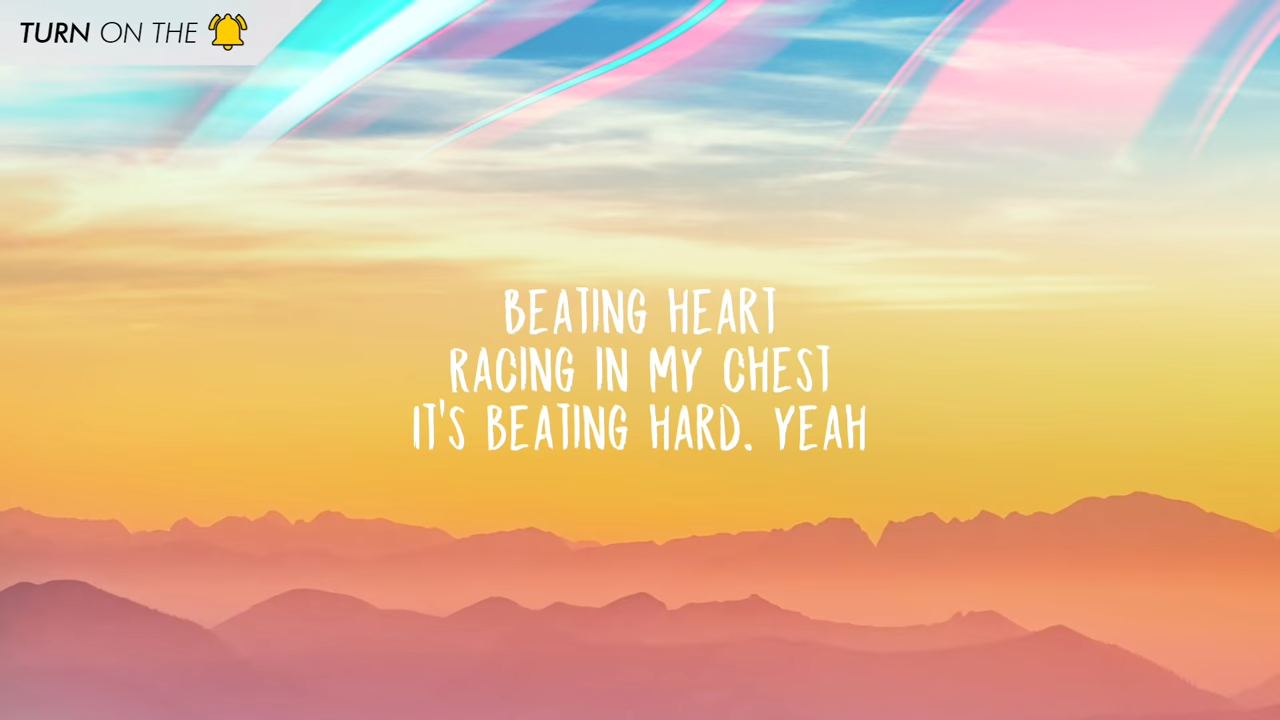 TURN ON THE
BEATING HEART
RACING IN MY CHEST
IT'S BEATING HARD. YEAH